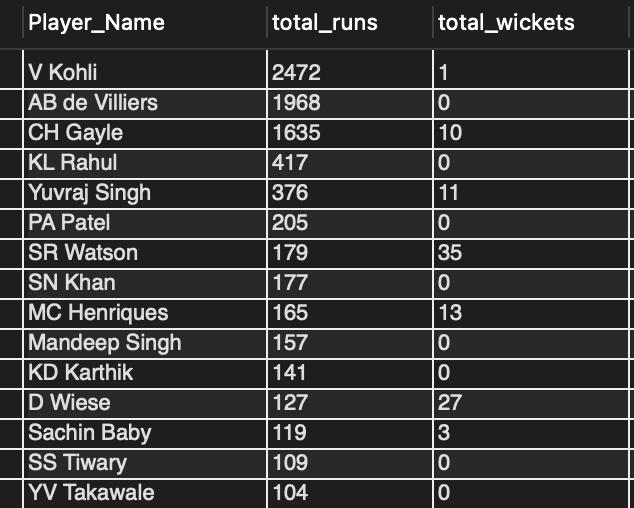 Player_Name total_runs total_wickets
V Kohli 2472 1
AB de Villiers 1968 0
CH Gayle 1635 10
KL Rahul 417 0
Yuvraj Singh 376 11
PA Patel 205 0
SR Watson 179 35
SN Khan 177 0
MC Henriques 165 13
Mandeep Singh 157 0
KD Karthik 141 0
D Wiese 127 27
Sachin Baby 119 3
SS Tiwary 109 0
YV Takawale 104 0